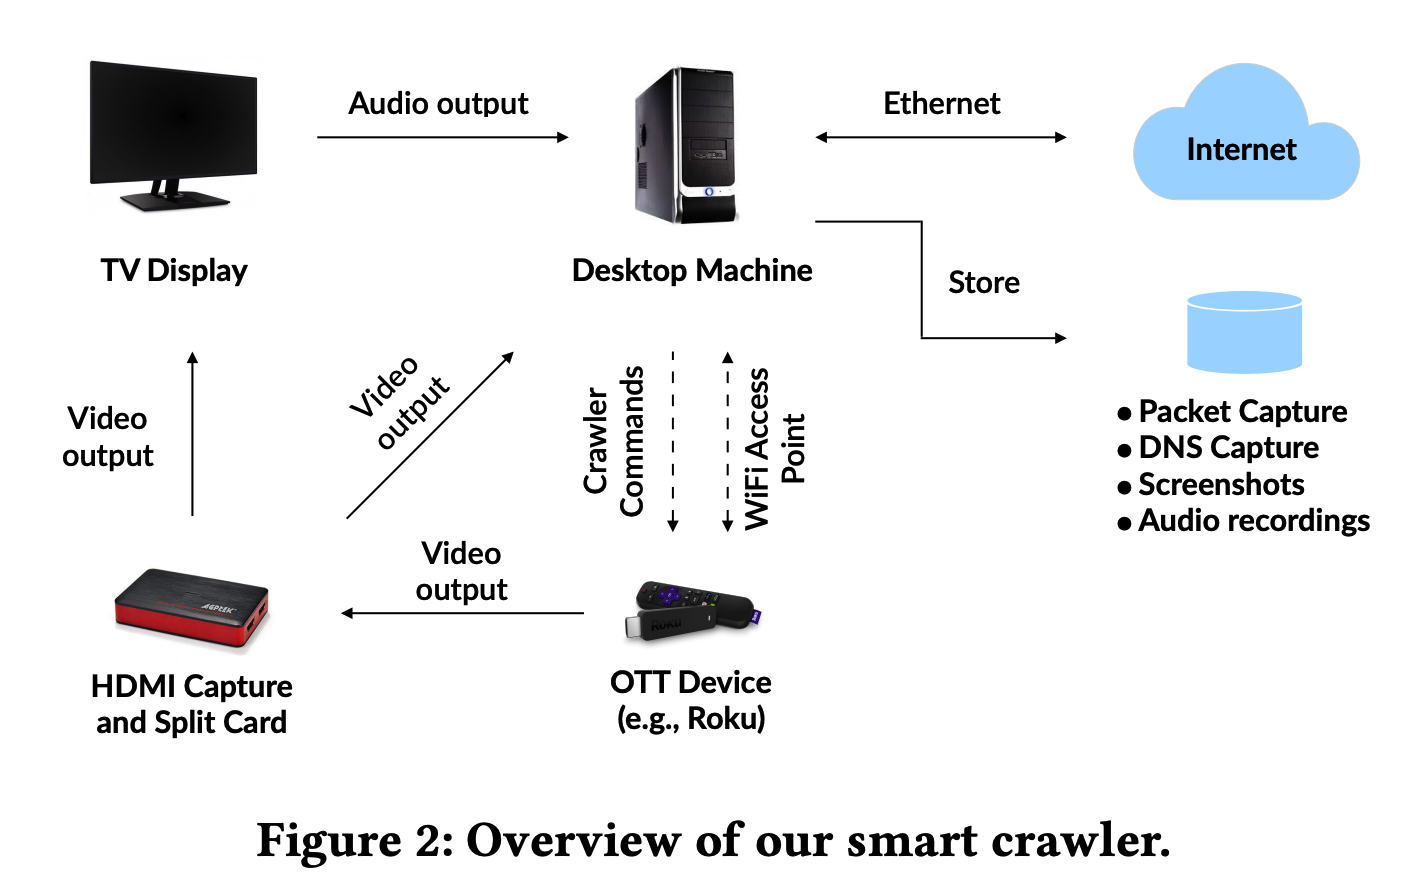 Audio output
Ethernet
Internet
TV Display
Desktop Machine
Store
Video
output
Video
output
Crawler
Commands
WiFi Access
Point
Packet Capture
DNS Capture
Screenshots
Audio recordings
Video
output
AGPTEK
Roku
HDMI Capture
and Split Card
OTT Device
(e.g., Roku)
Figure 2: Overview of our smart crawler.